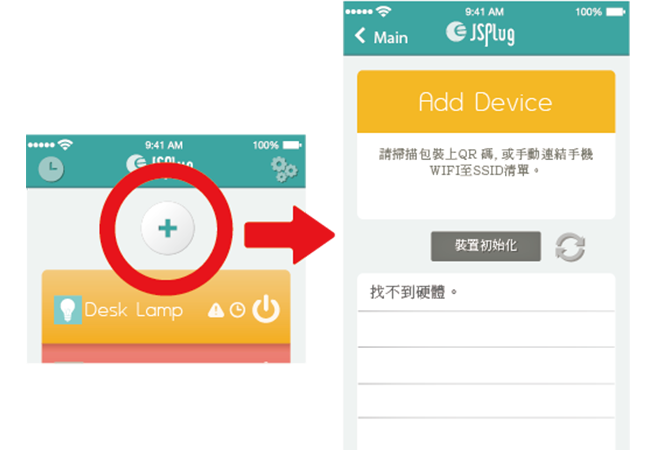 9:41 AM
100%
JSPlug
Desk Lamp
9:41 AM
100%
Main
JSPlug
Add Device
請掃描包裝上QR 碼, 或手動連結手機
WIFI至SSID清單。
裝置初始化
找不到硬體。